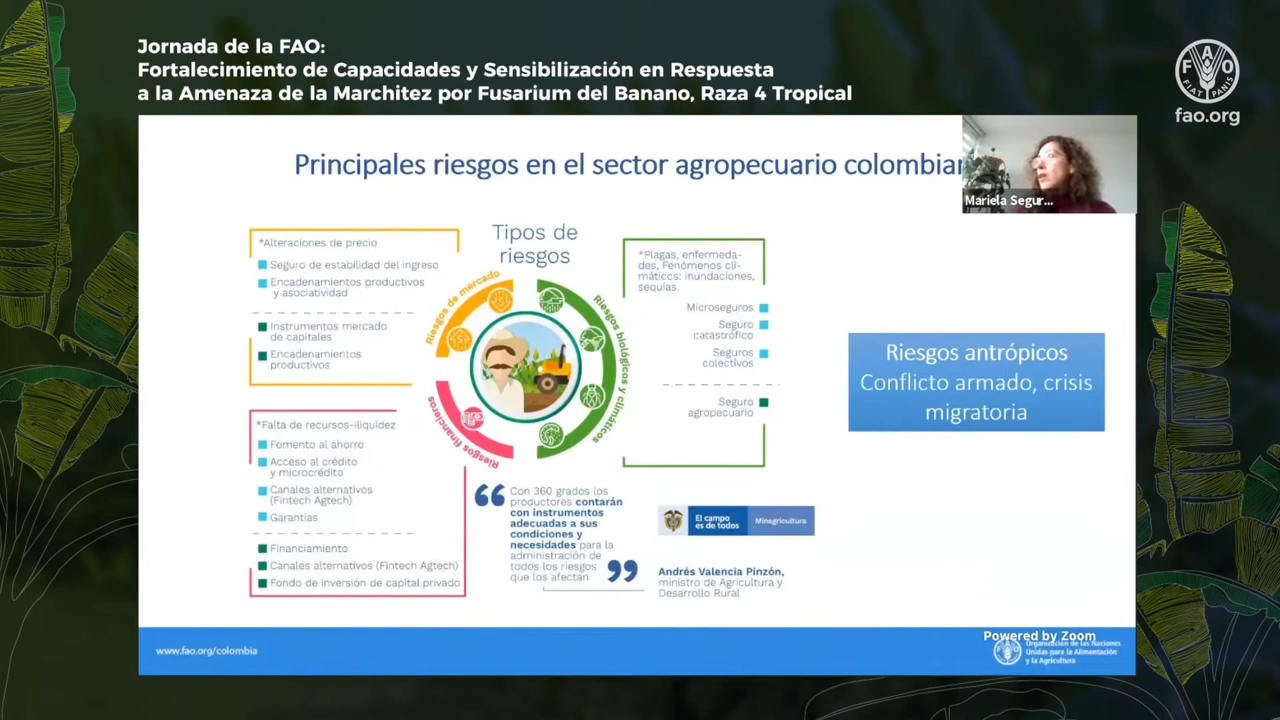 Jornada de la FAO:
Fortalecimiento de Capacidades y Sensibilización en Respuesta
a la Amenaza de la Marchitez por Fusarium del Banano, Raza 4 Tropical
FAO
FIAT PANIS
fao.org
Principales riesgos en el sector agropecuario colombian
Mariela Segur...
Tipos de
riesgos
*Alteraciones de precio
Seguro de estabilidad del ingreso
Encadenamientos productivos
y asociatividad
Instrumentos mercado
de capitales
Encadenamientos
productivos
Riesgos de mercado
Riesgos biológicos y climáticos
Riesgos financieros
*Plagas, enfermeda-
des, Fenómenos cli-
máticos: inundaciones,
sequías.
Microseguros
Seguro
catastrófico
Seguros
colectivos
Seguro
agropecuario
Riesgos antrópicos
Conflicto armado, crisis
migratoria
*Falta de recursos-iliquidez
Fomento al ahorro
Acceso al crédito
y microcrédito
Canales alternativos
(Fintech Agtech)
Garantías
Financiamiento
Canales alternativos (Fintech Agtech)
Fondo de inversión de capital privado
“ Con 360 grados los
productores contarán
con instrumentos
adecuadas a sus
condiciones y
necesidades para la
administración de
todos los riesgos
que los afectan ”
El campo
es de todos
Minagricultura
Andrés Valencia Pinzón,
ministro de Agricultura y
Desarrollo Rural
www.fao.org/colombia
Powered by Zoom
Organización de las Naciones
Unidas para la Alimentación
y la Agricultura